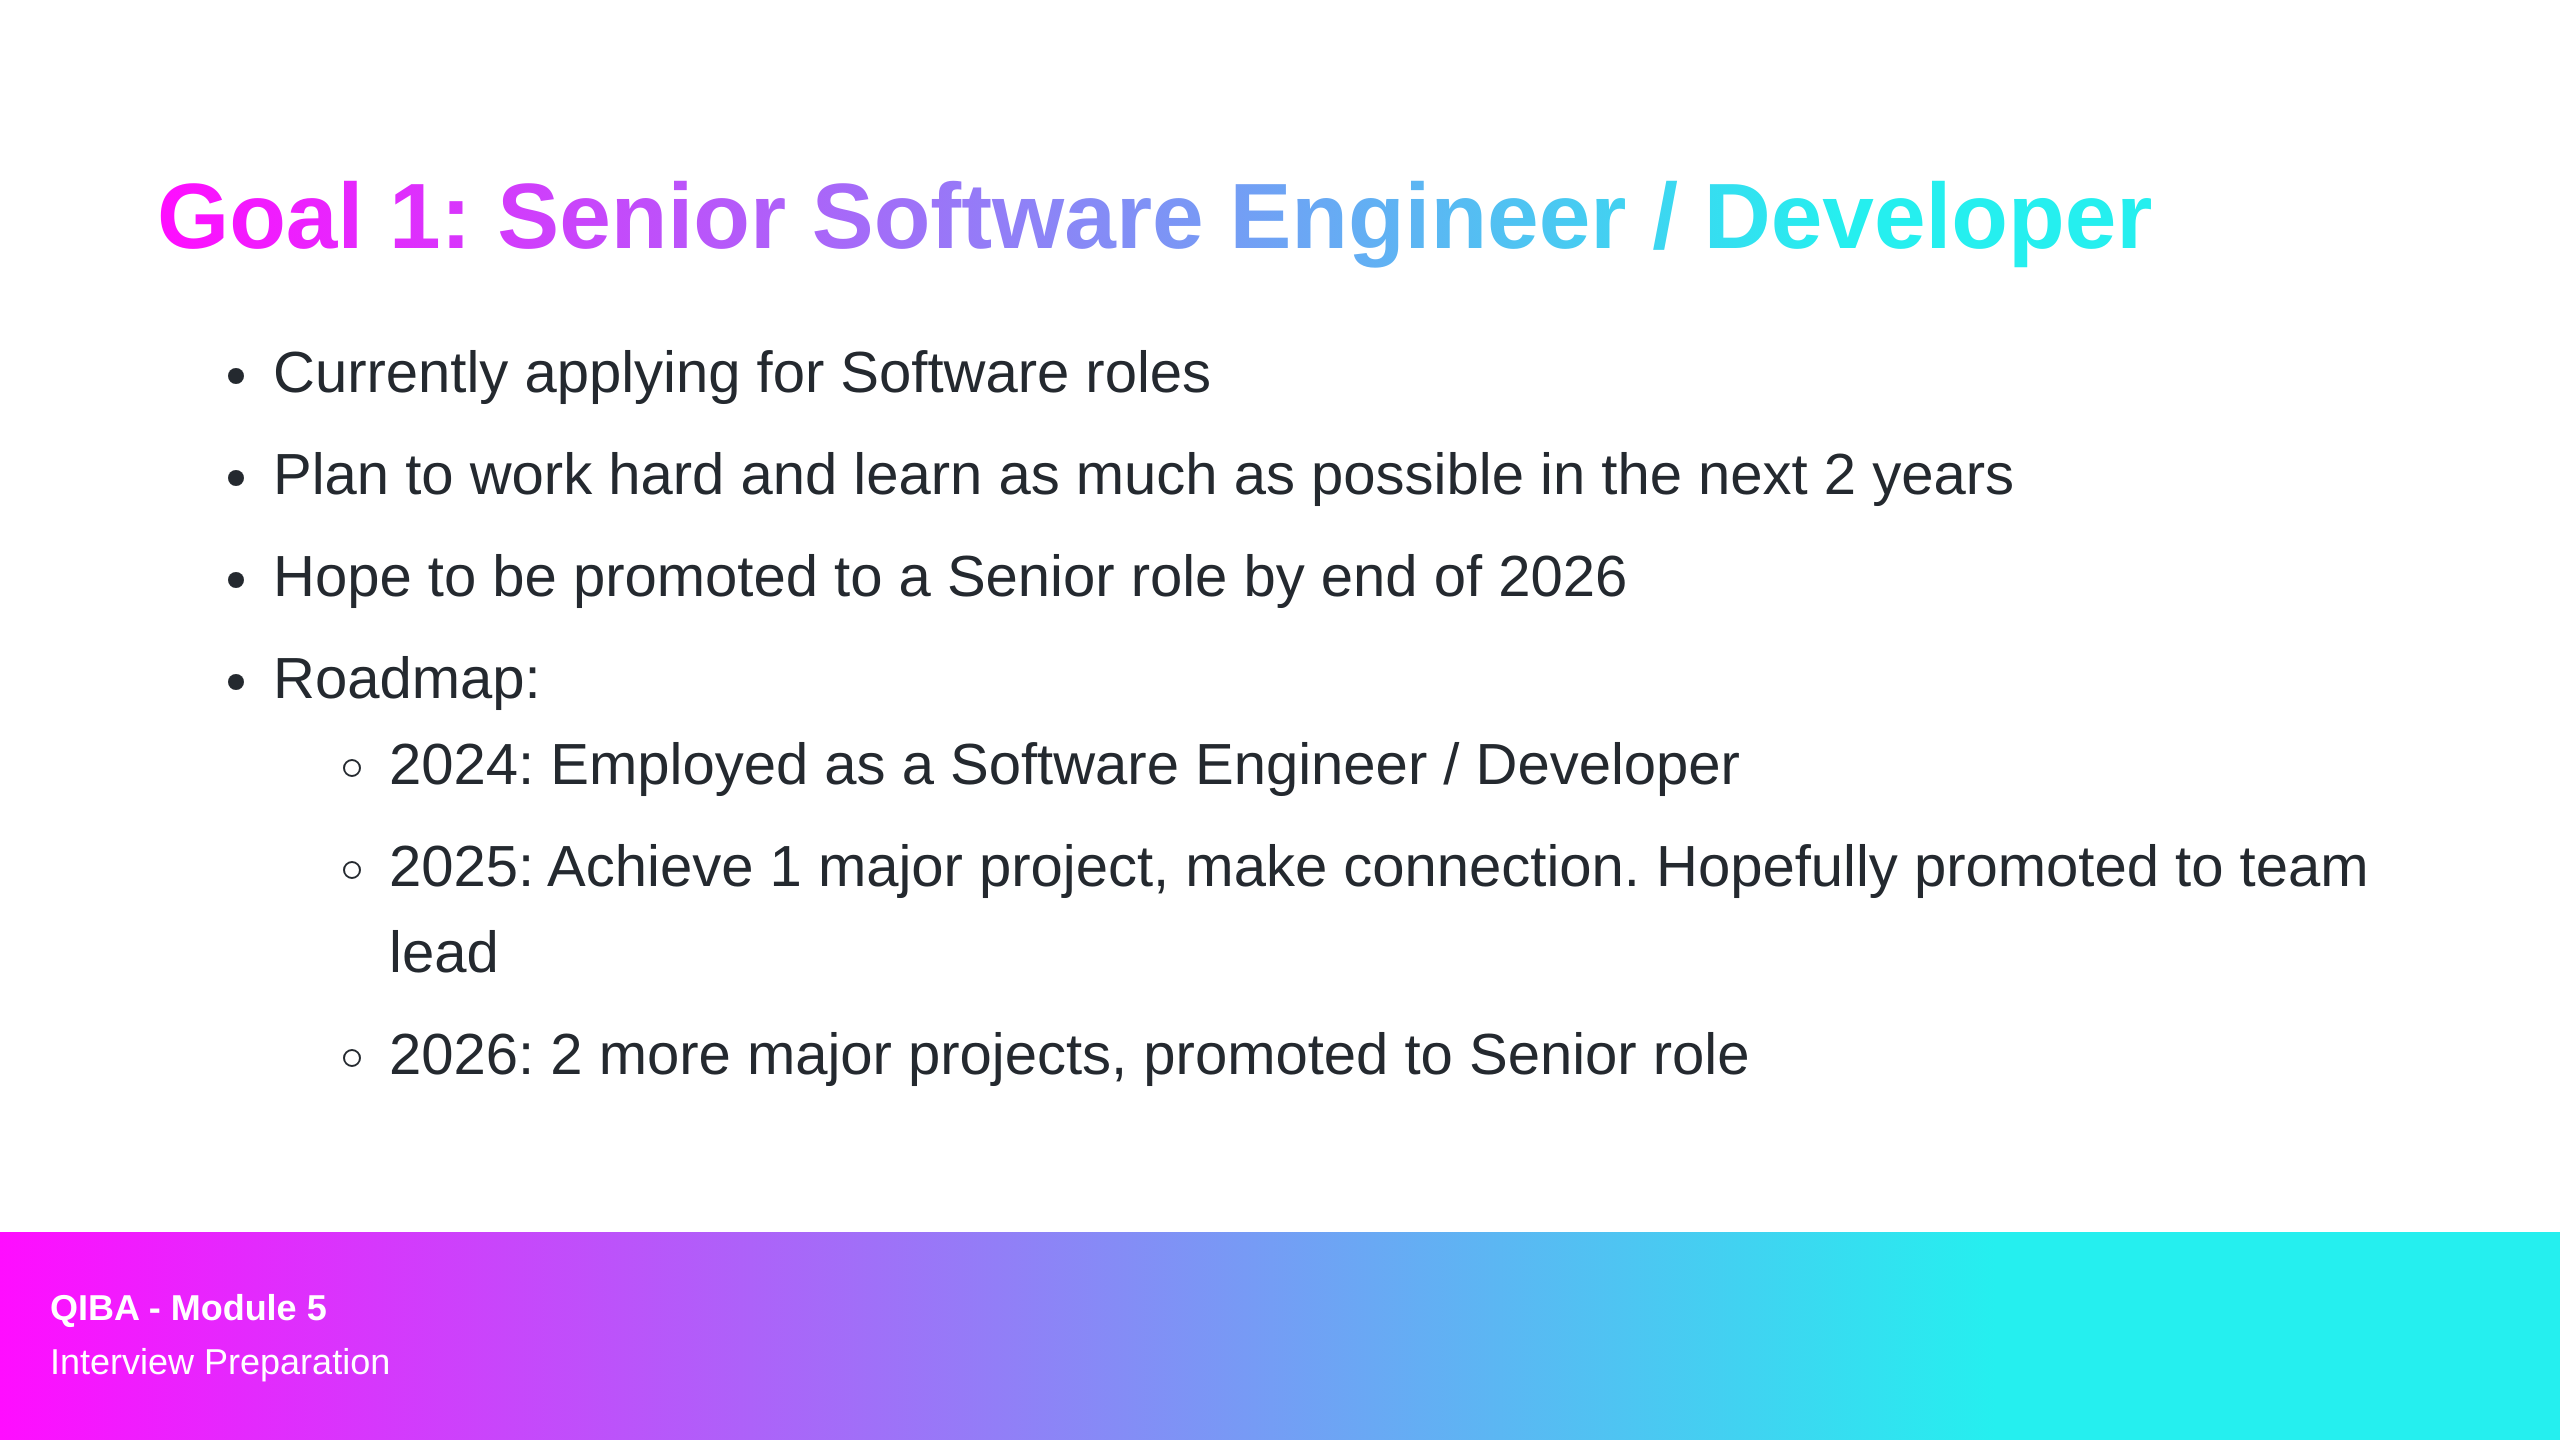 Goal 1: Senior Software Engineer / Developer
• Currently applying for Software roles
• Plan to work hard and learn as much as possible in the next 2 years
• Hope to be promoted to a Senior role by end of 2026
• Roadmap:
◦ 2024: Employed as a Software Engineer / Developer
◦ 2025: Achieve 1 major project, make connection. Hopefully promoted to team
lead
◦ 2026: 2 more major projects, promoted to Senior role
QIBA - Module 5
Interview Preparation